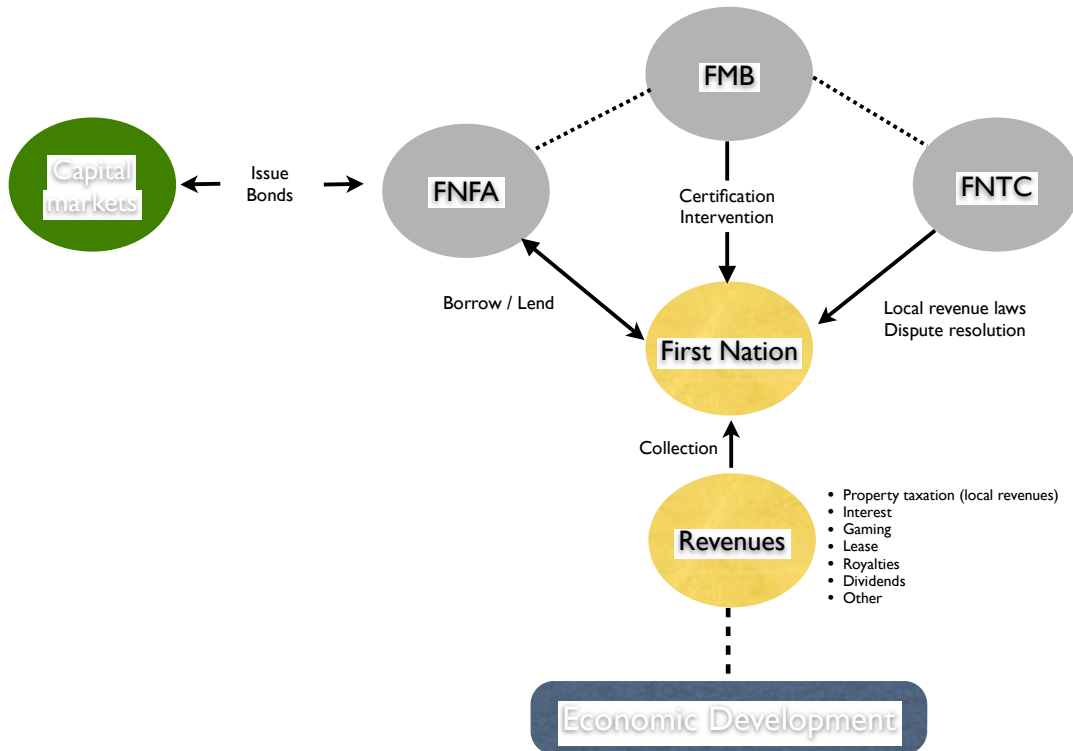 FMB
Capital
markets
Issue
Bonds
FNFA
FNTC
Certification
Intervention
Borrow / Lend
Local revenue laws
Dispute resolution
First Nation
Collection
Revenues
• Property taxation (local revenues)
• Interest
• Gaming
• Lease
• Royalties
• Dividends
• Other
Economic Development